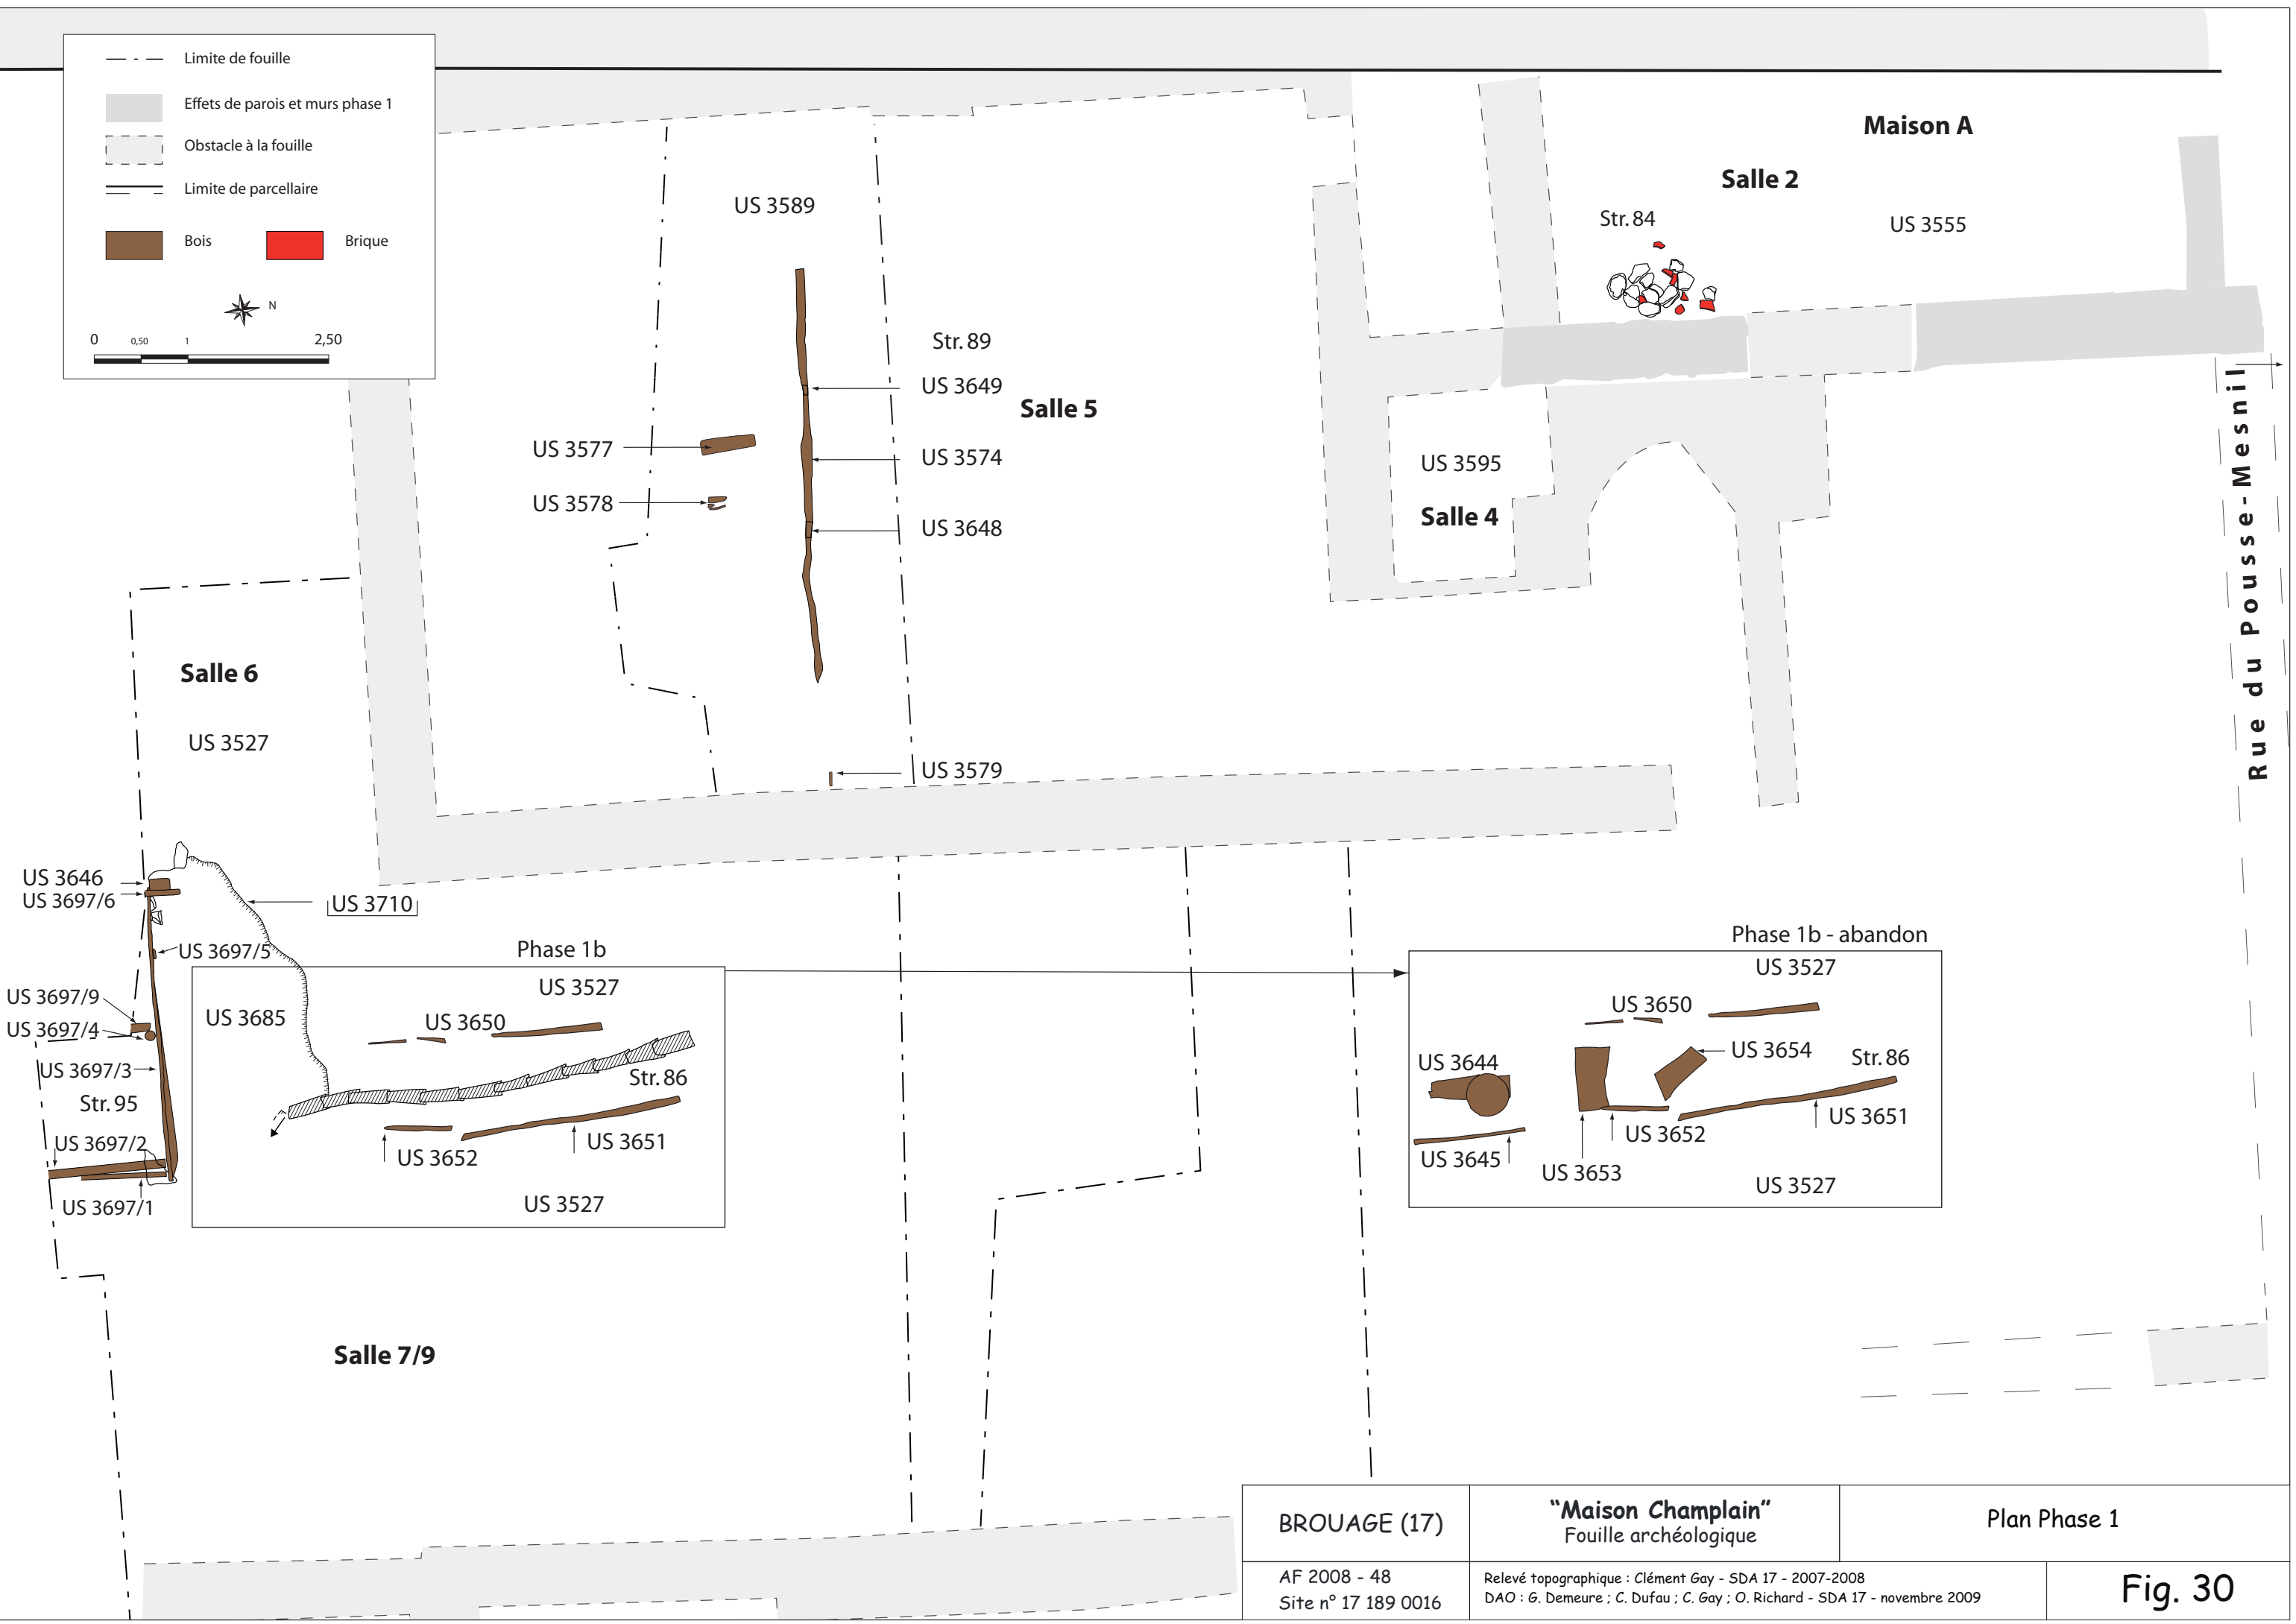 Limite de fouille
Effets de parois et murs phase 1
Obstacle à la fouille
Limite de parcellaire
Bois
Brique
N
0
0,50
1
2,50
Maison A
Salle 2
Str. 84
US 3555
US 3589
Str. 89
US 3649
Salle 5
US 3577
US 3574
US 3578
US 3648
US 3595
Salle 4
Rue du Pousse-Mesnil
Salle 6
US 3527
US 3579
US 3646
US 3697/6
US 3710
US 3697/5
US 3697/9
US 3697/4
US 3697/3
Str. 95
US 3697/2
US 3697/1
Phase 1b
US 3527
US 3685
US 3650
Str. 86
US 3651
US 3652
US 3527
Phase 1b - abandon
US 3527
US 3650
US 3644
US 3654
Str. 86
US 3651
US 3652
US 3645
US 3653
US 3527
Salle 7/9
BROUAGE (17)
"Maison Champlain"
Fouille archéologique
Plan Phase 1
AF 2008 - 48
Site n° 17 189 0016
Relevé topographique : Clément Gay - SDA 17 - 2007-2008
DAO : G. Demeure ; C. Dufau ; C. Gay ; O. Richard - SDA 17 - novembre 2009
Fig. 30